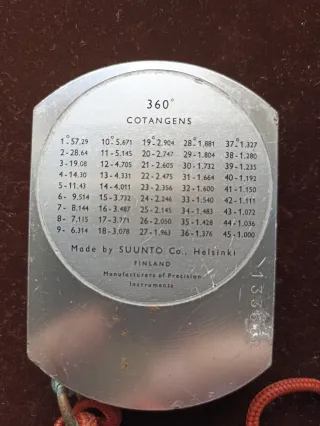 360°
COTANGENS
1°-57.29 10°-5.671 19°-2.904 28°-1.881 37°-1.327
2-28.64 11-5.145 20-2.747 29-1.804 38-1.280
3-19.08 12-4.705 21-2.605 30-1.732 39-1.235
4-14.30 13-4.331 22-2.475 31-1.664 40-1.192
5-11.43 14-4.011 23-2.356 32-1.600 41-1.150
6- 9.514 15-3.732 24-2.246 33-1.540 42-1.111
7- 8.144 16-3.487 25-2.145 34-1.483 43-1.072
8- 7.115 17-3.271 26-2.050 35-1.428 44-1.036
9- 6.314 18-3.078 27-1.963 36-1.376 45-1.000
Made by SUUNTO Co., Helsinki
FINLAND
Manufacturers of Precision
Instruments